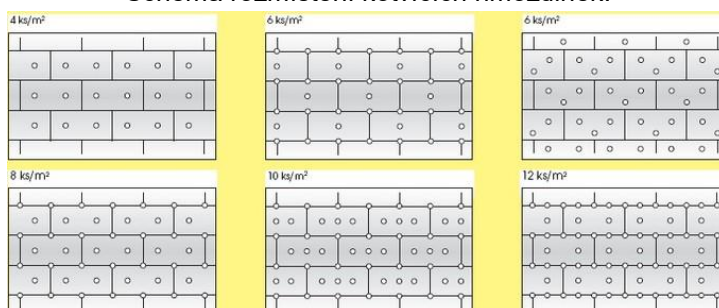 Schéma rozmístění kotvících hmoždinek:
4 ks/m²
6 ks/m²
6 ks/m²
8 ks/m²
10 ks/m²
12 ks/m²